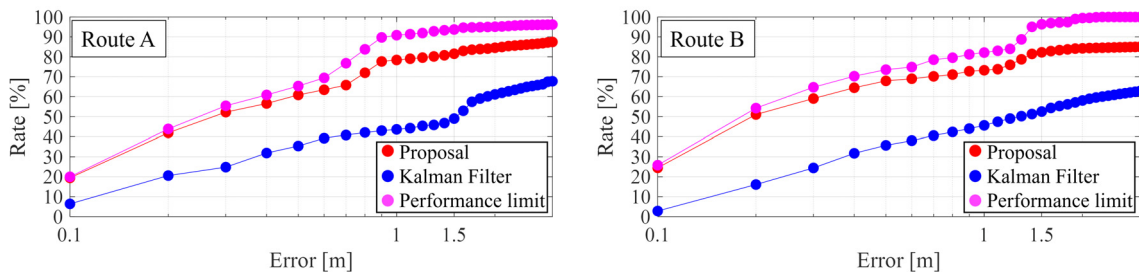 Route A
Rate [%]
100
90
80
70
60
50
40
30
20
10
0
0.1
1
1.5
Error [m]
Proposal
Kalman Filter
Performance limit
Route B
Rate [%]
100
90
80
70
60
50
40
30
20
10
0
0.1
1
1.5
Error [m]
Proposal
Kalman Filter
Performance limit